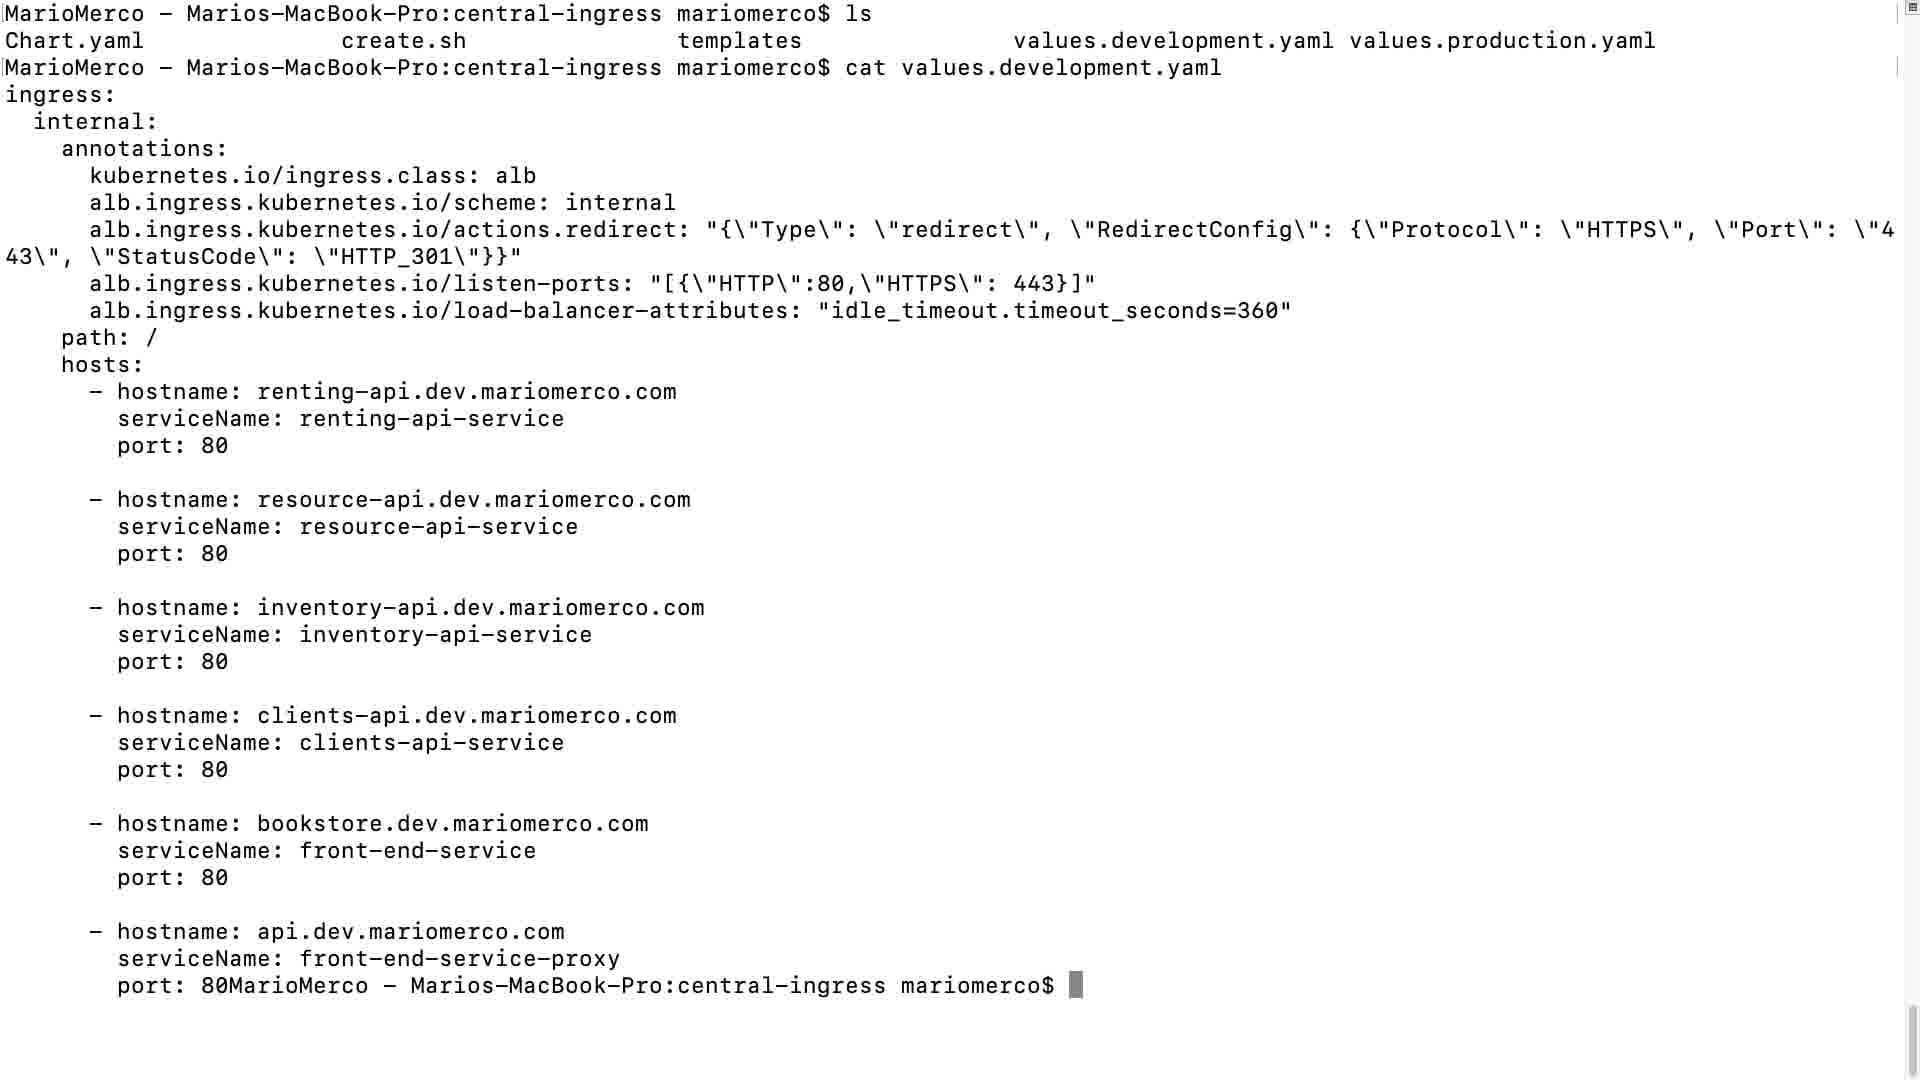 MarioMerco – Marios-MacBook-Pro:central-ingress mariomerco$ ls
Chart.yaml              create.sh               templates               values.development.yaml values.production.yaml
MarioMerco – Marios-MacBook-Pro:central-ingress mariomerco$ cat values.development.yaml
ingress:
  internal:
    annotations:
      kubernetes.io/ingress.class: alb
      alb.ingress.kubernetes.io/scheme: internal
      alb.ingress.kubernetes.io/actions.redirect: "{\"Type\": \"redirect\", \"RedirectConfig\": {\"Protocol\": \"HTTPS\", \"Port\": \"4
43\", \"StatusCode\": \"HTTP_301\"}}"
      alb.ingress.kubernetes.io/listen-ports: "[{\"HTTP\":80,\"HTTPS\": 443}]"
      alb.ingress.kubernetes.io/load-balancer-attributes: "idle_timeout.timeout_seconds=360"
    path: /
    hosts:
      - hostname: renting-api.dev.mariomerco.com
        serviceName: renting-api-service
        port: 80

      - hostname: resource-api.dev.mariomerco.com
        serviceName: resource-api-service
        port: 80

      - hostname: inventory-api.dev.mariomerco.com
        serviceName: inventory-api-service
        port: 80

      - hostname: clients-api.dev.mariomerco.com
        serviceName: clients-api-service
        port: 80

      - hostname: bookstore.dev.mariomerco.com
        serviceName: front-end-service
        port: 80

      - hostname: api.dev.mariomerco.com
        serviceName: front-end-service-proxy
        port: 80MarioMerco – Marios-MacBook-Pro:central-ingress mariomerco$